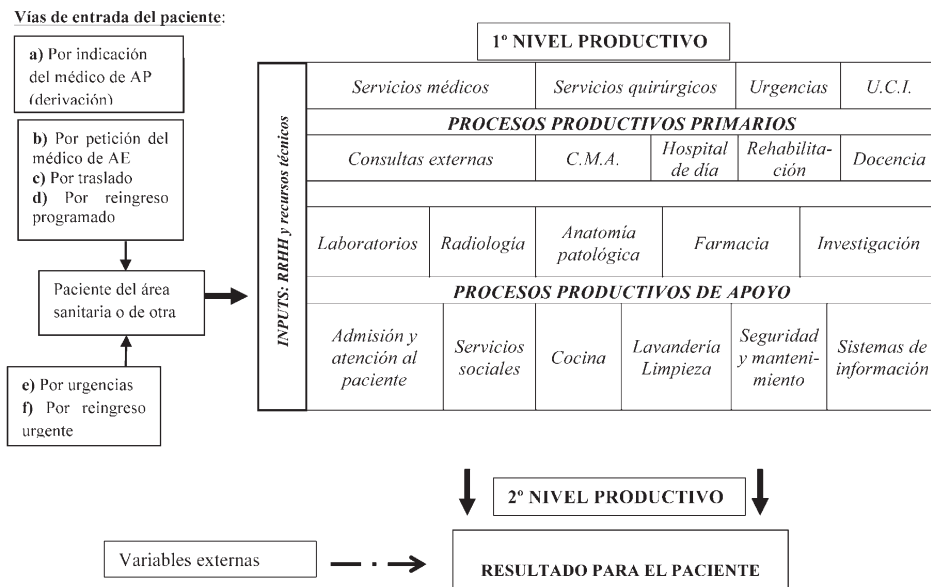 Vías de entrada del paciente:
a) Por indicación
del médico de AP
(derivación)
b) Por petición del
médico de AE
c) Por traslado
d) Por reingreso
programado
Paciente del área
sanitaria o de otra
e) Por urgencias
f) Por reingreso
urgente
1º NIVEL PRODUCTIVO
INPUTS: RRHH y recursos técnicos
Servicios médicos
Servicios quirúrgicos
Urgencias
U.C.I.
PROCESOS PRODUCTIVOS PRIMARIOS
Consultas externas
C.M.A.
Hospital
de día
Rehabilita-
ción
Docencia
Laboratorios
Radiología
Anatomía
patológica
Farmacia
Investigación
PROCESOS PRODUCTIVOS DE APOYO
Admisión y
atención al
paciente
Servicios
sociales
Cocina
Lavandería
Limpieza
Seguridad
y manteni-
miento
Sistemas de
información
2º NIVEL PRODUCTIVO
Variables externas
RESULTADO PARA EL PACIENTE